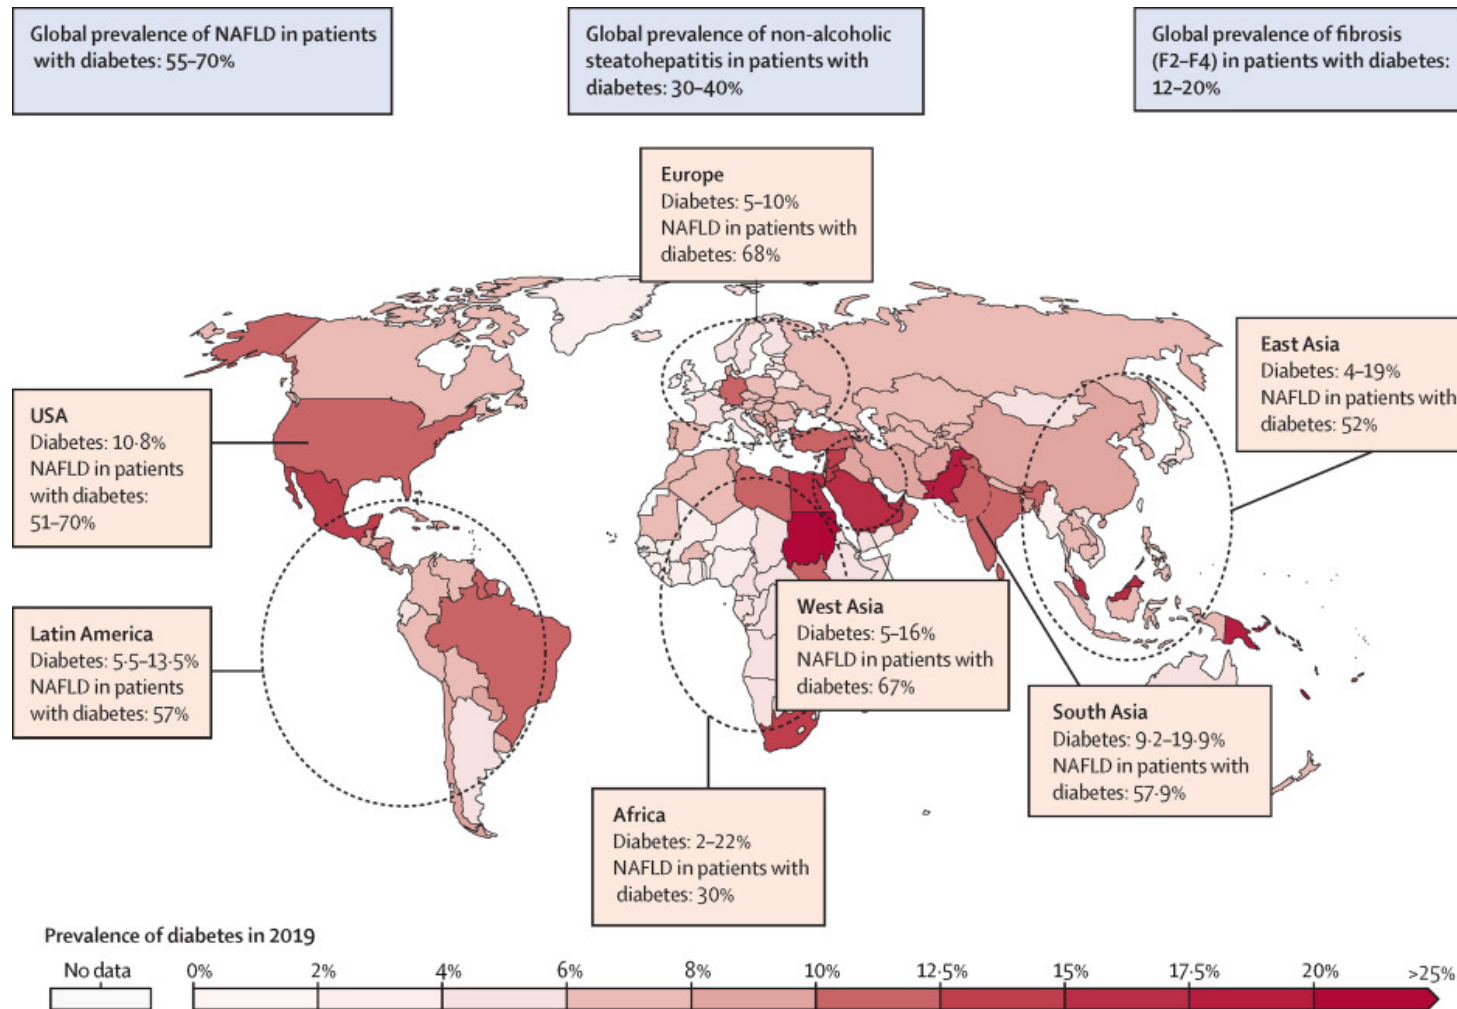 Global prevalence of NAFLD in patients
with diabetes: 55–70%
Global prevalence of non-alcoholic
steatohepatitis in patients with
diabetes: 30–40%
Global prevalence of fibrosis
(F2–F4) in patients with diabetes:
12–20%
Europe
Diabetes: 5–10%
NAFLD in patients with
diabetes: 68%
East Asia
Diabetes: 4–19%
NAFLD in patients with
diabetes: 52%
USA
Diabetes: 10·8%
NAFLD in patients
with diabetes:
51–70%
Latin America
Diabetes: 5·5–13·5%
NAFLD in patients
with diabetes: 57%
West Asia
Diabetes: 5–16%
NAFLD in patients with
diabetes: 67%
South Asia
Diabetes: 9·2–19·9%
NAFLD in patients with
diabetes: 57·9%
Africa
Diabetes: 2–22%
NAFLD in patients with
diabetes: 30%
Prevalence of diabetes in 2019
No data 0% 2% 4% 6% 8% 10% 12·5% 15% 17·5% 20% >25%